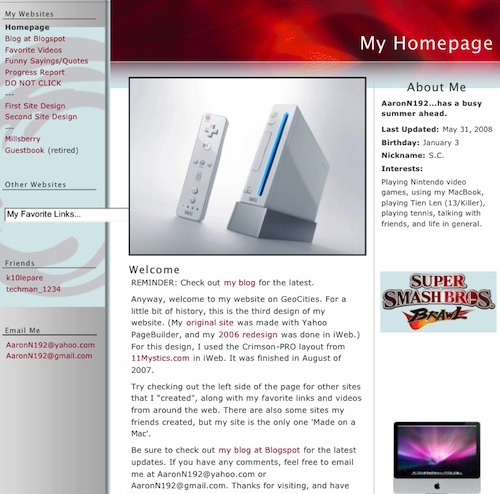 My Websites
Homepage
Blog at Blogspot
Favorite Videos
Funny Sayings/Quotes
Progress Report
DO NOT CLICK
---
First Site Design
Second Site Design
---
Millsberry
Guestbook (retired)
Other Websites
My Favorite Links...
Friends
k10lepare
techman_1234
Email Me
AaronN192@yahoo.com
AaronN192@gmail.com
My Homepage
Wii
Welcome
REMINDER: Check out my blog for the latest.
Anyway, welcome to my website on GeoCities. For a
little bit of history, this is the third design of my
website. (My original site was made with Yahoo
PageBuilder, and my 2006 redesign was done in iWeb.)
For this design, I used the Crimson-PRO layout from
11Mystics.com in iWeb. It was finished in August of
2007.
Try checking out the left side of the page for other sites
that I "created", along with my favorite links and videos
from around the web. There are also some sites my
friends created, but my site is the only one 'Made on a
Mac'.
Be sure to check out my blog at Blogspot for the latest
updates. If you have any comments, feel free to email
me at AaronN192@yahoo.com or
AaronN192@gmail.com. Thanks for visiting, and have
About Me
AaronN192...has a busy
summer ahead.
Last Updated: May 31, 2008
Birthday: January 3
Nickname: S.C.
Interests:
Playing Nintendo video
games, using my MacBook,
playing Tien Len (13/Killer),
playing tennis, talking with
friends, and life in general.
SUPER
SMASH BROS.
BRAWL